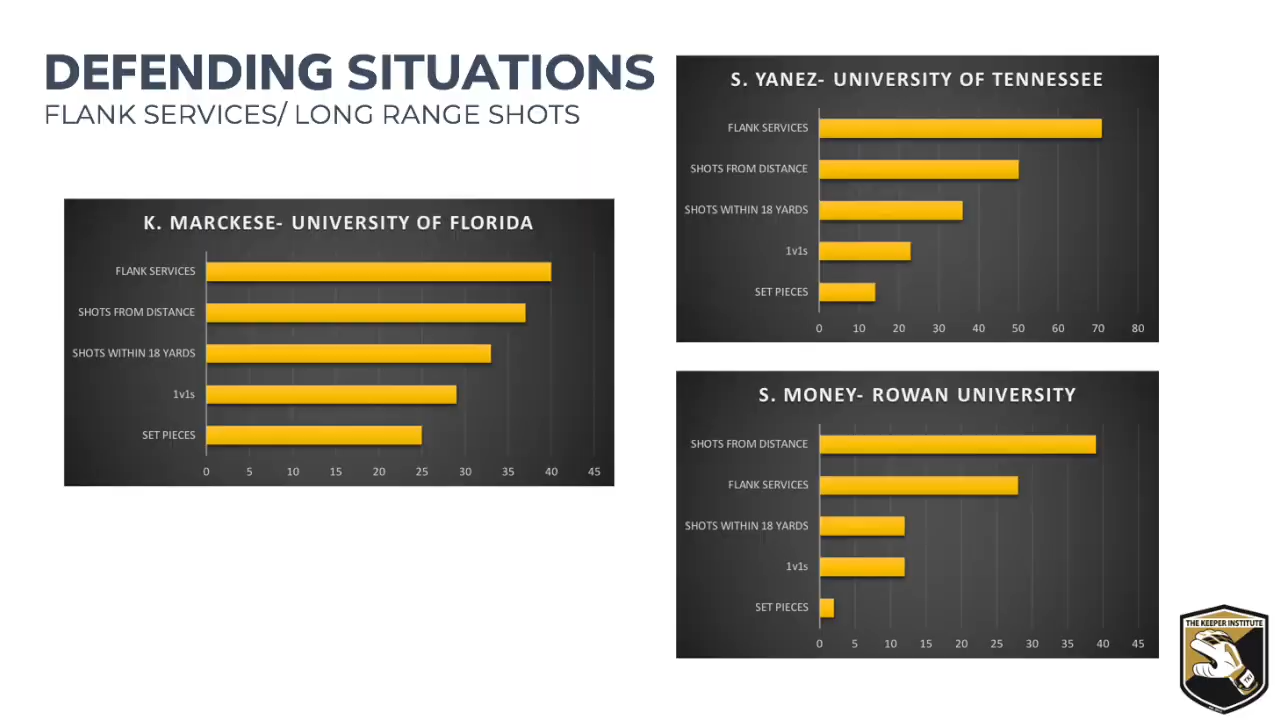 DEFENDING SITUATIONS
FLANK SERVICES/ LONG RANGE SHOTS
K. MARCKESE- UNIVERSITY OF FLORIDA
FLANK SERVICES
SHOTS FROM DISTANCE
SHOTS WITHIN 18 YARDS
1v1s
SET PIECES
0 5 10 15 20 25 30 35 40 45
S. YANEZ- UNIVERSITY OF TENNESSEE
FLANK SERVICES
SHOTS FROM DISTANCE
SHOTS WITHIN 18 YARDS
1v1s
SET PIECES
0 10 20 30 40 50 60 70 80
S. MONEY- ROWAN UNIVERSITY
SHOTS FROM DISTANCE
FLANK SERVICES
SHOTS WITHIN 18 YARDS
1v1s
SET PIECES
0 5 10 15 20 25 30 35 40 45
THE KEEPER INSTITUTE
TKI